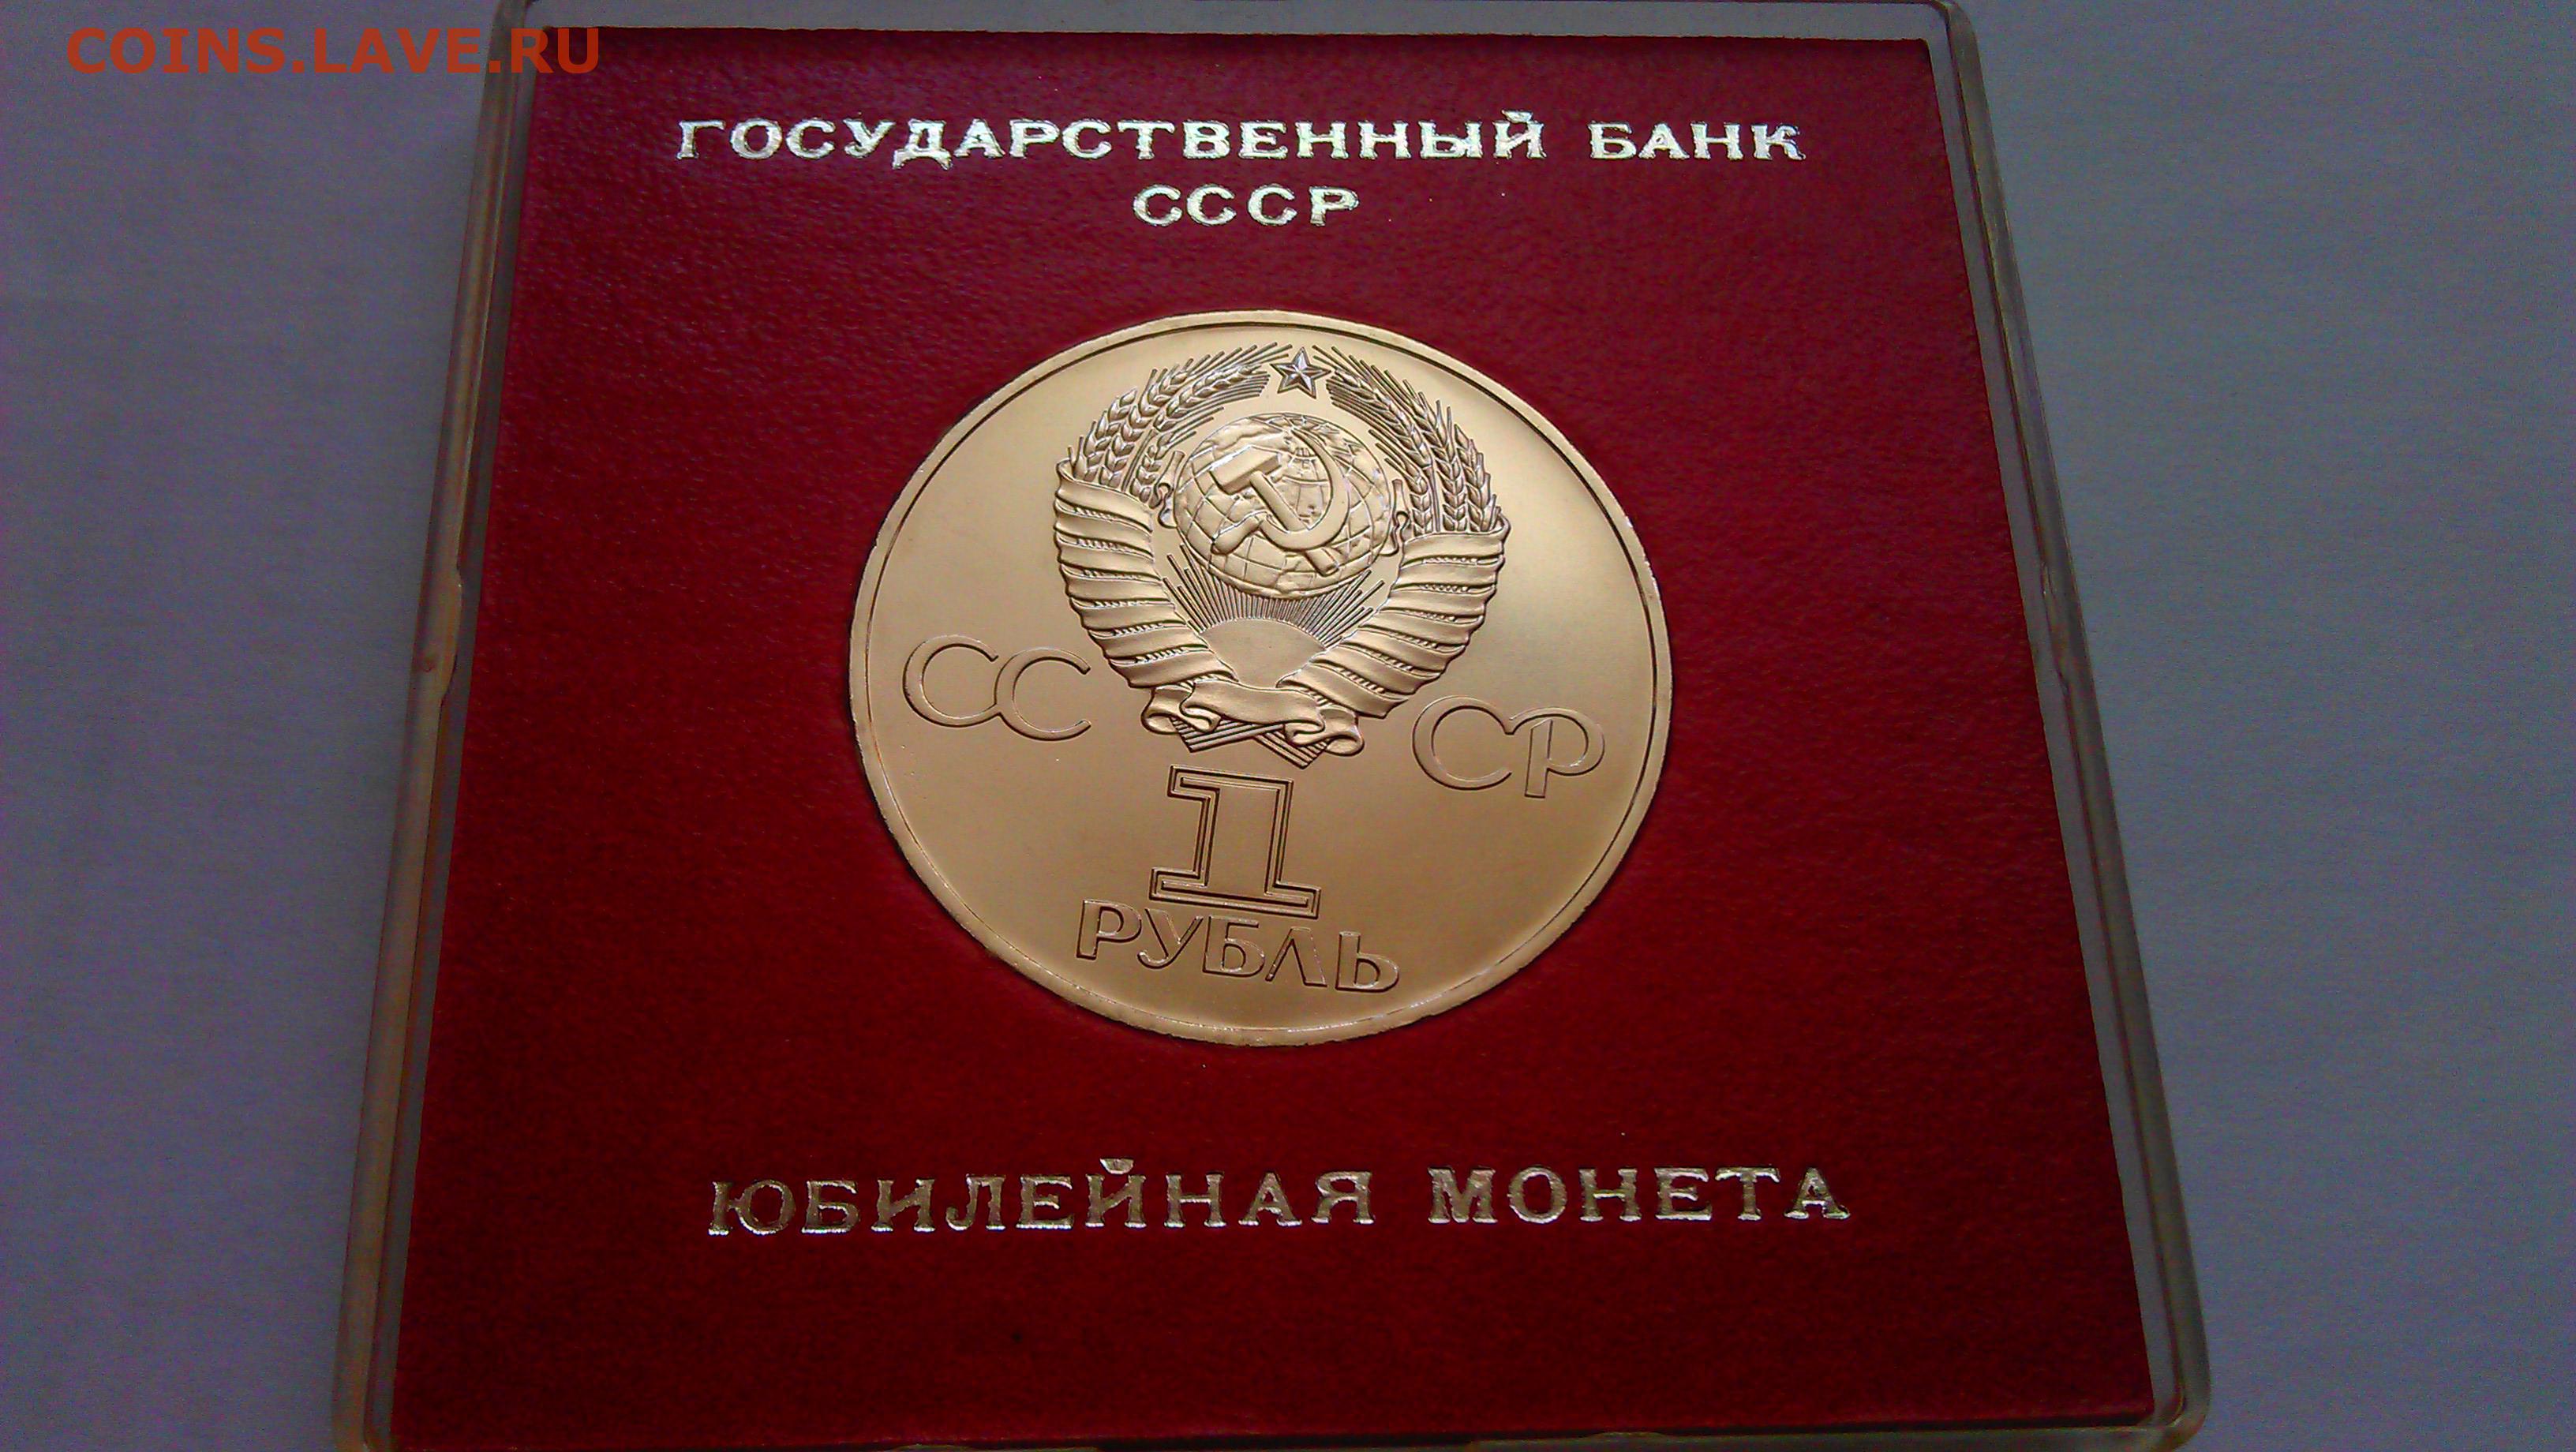 COINS.LAVE.RU
ГОСУДАРСТВЕННЫЙ БАНК
СССР
СС СР
1
РУБЛЬ
ЮБИЛЕЙНАЯ МОНЕТА